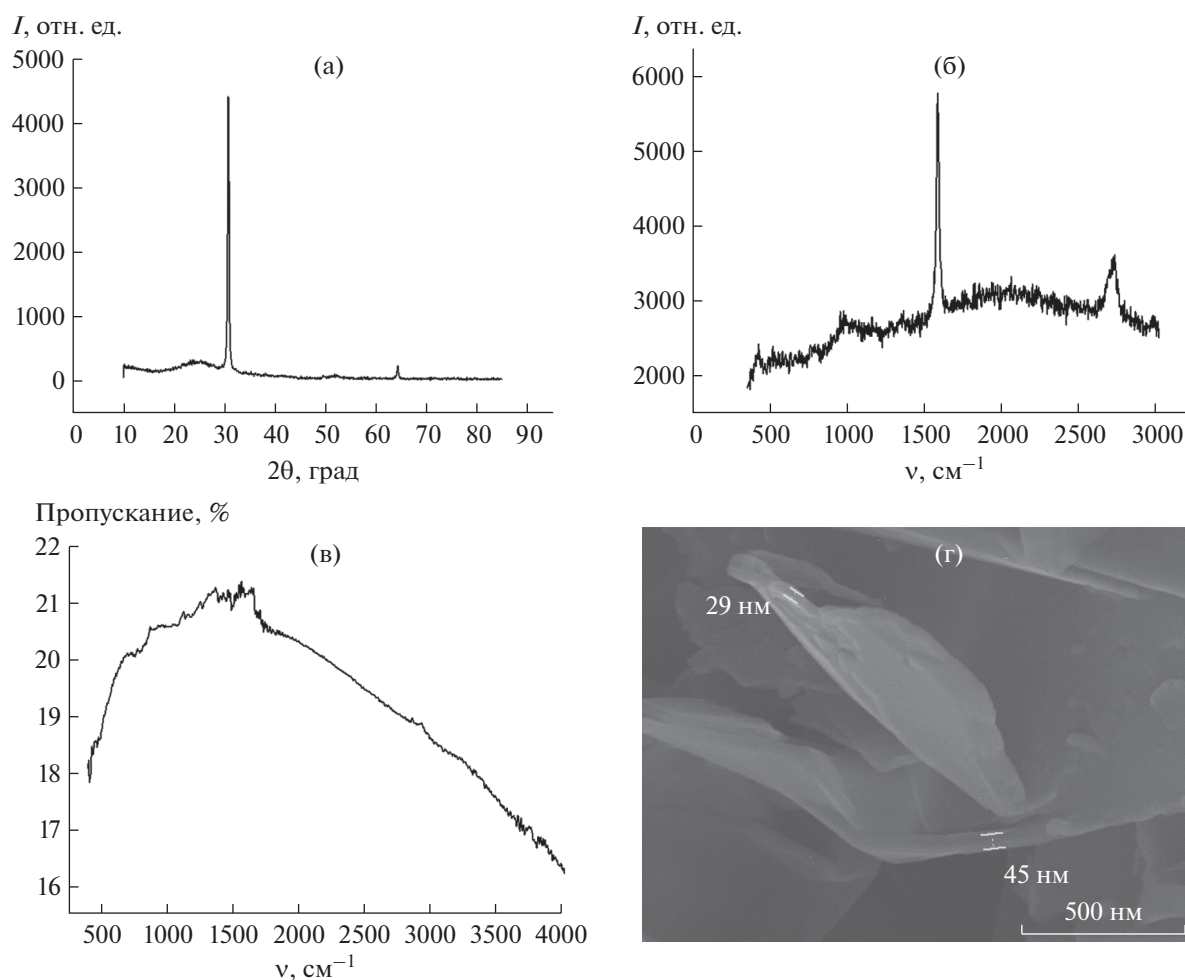 I, отн. ед.
(а)
5000
4000
3000
2000
1000
0
0 10 20 30 40 50 60 70 80 90
2θ, град
I, отн. ед.
(б)
6000
5000
4000
3000
2000
0 500 1000 1500 2000 2500 3000
ν, см⁻¹
Пропускание, %
(в)
22
21
20
19
18
17
16
500 1000 1500 2000 2500 3000 3500 4000
ν, см⁻¹
(г)
29 нм
45 нм
500 нм